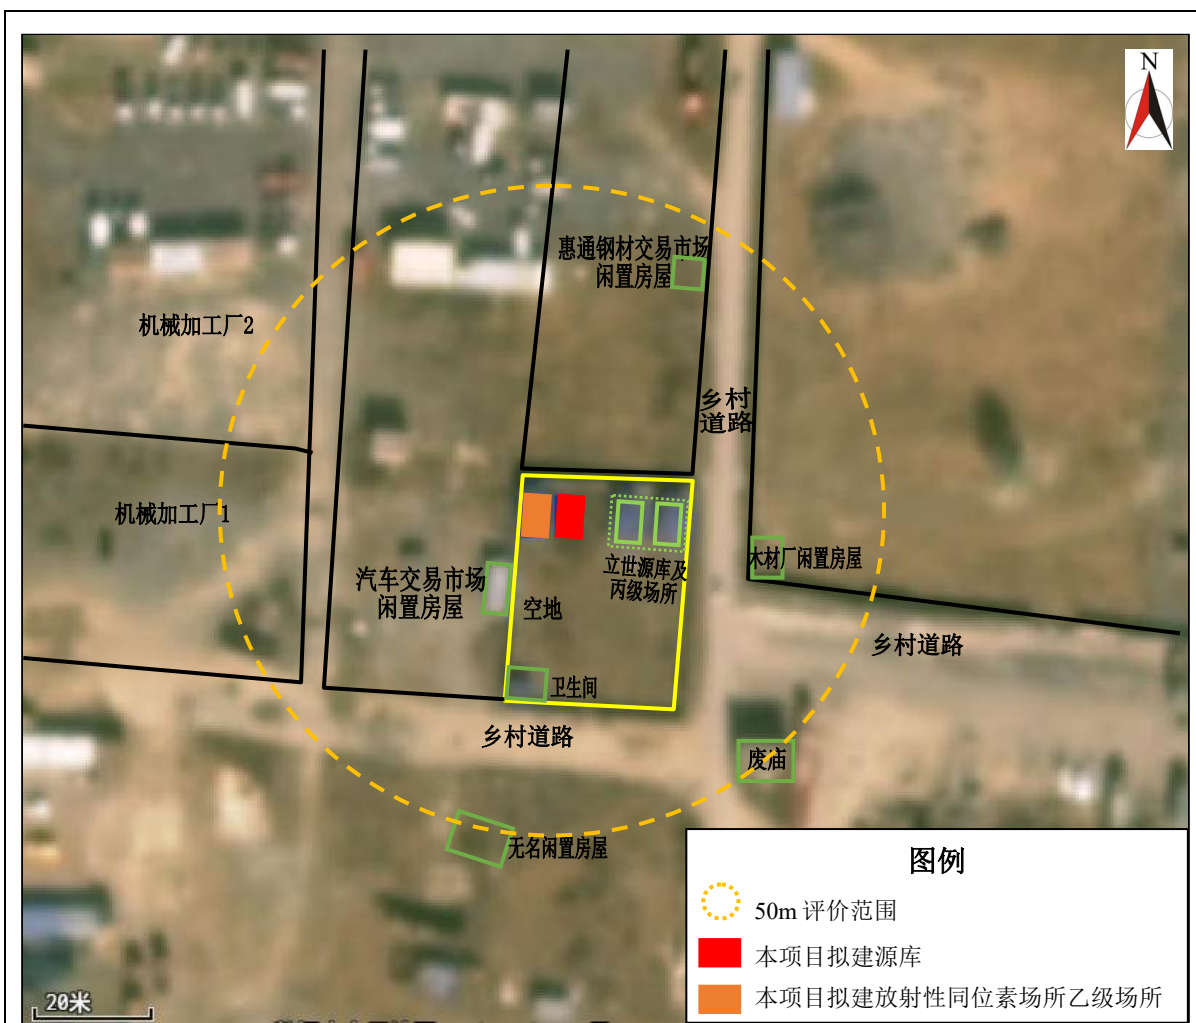 N
惠通钢材交易市场
闲置房屋
机械加工厂2
乡村
道路
机械加工厂1
木材厂闲置房屋
立世源库及
丙级场所
汽车交易市场
闲置房屋
空地
乡村道路
卫生间
乡村道路
废庙
无名闲置房屋
图例
50m 评价范围
本项目拟建源库
本项目拟建放射性同位素场所乙级场所
20米